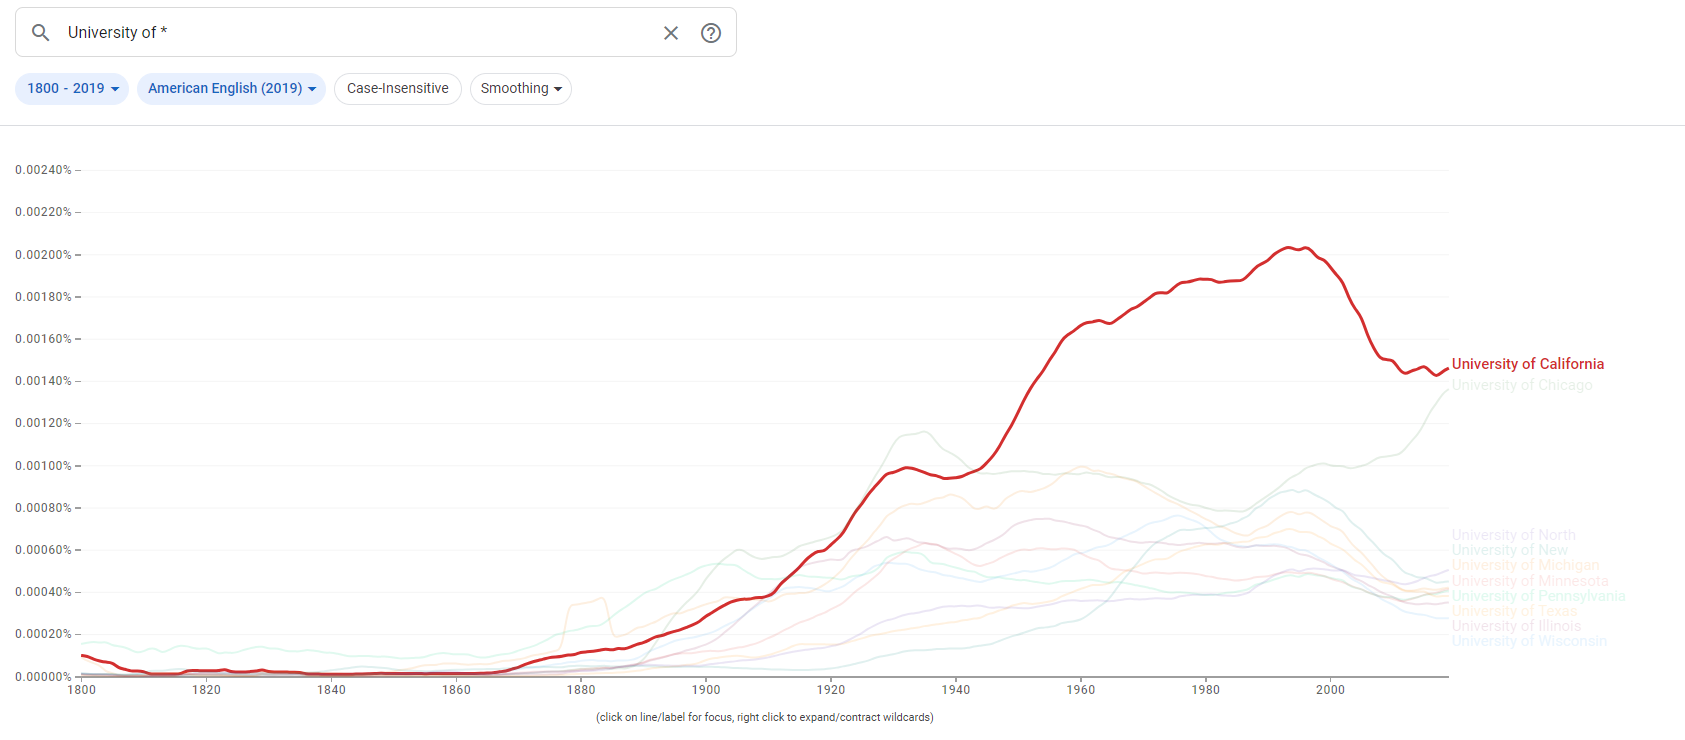 University of *
1800 - 2019
American English (2019)
Case-Insensitive
Smoothing
0.00240%
0.00220%
0.00200%
0.00180%
0.00160%
0.00140%
0.00120%
0.00100%
0.00080%
0.00060%
0.00040%
0.00020%
0.00000%
University of California
University of Chicago
University of North
University of New
University of Michigan
University of Minnesota
University of Pennsylvania
University of Texas
University of Illinois
University of Wisconsin
1800 1820 1840 1860 1880 1900 1920 1940 1960 1980 2000
(click on line/label for focus, right click to expand/contract wildcards)